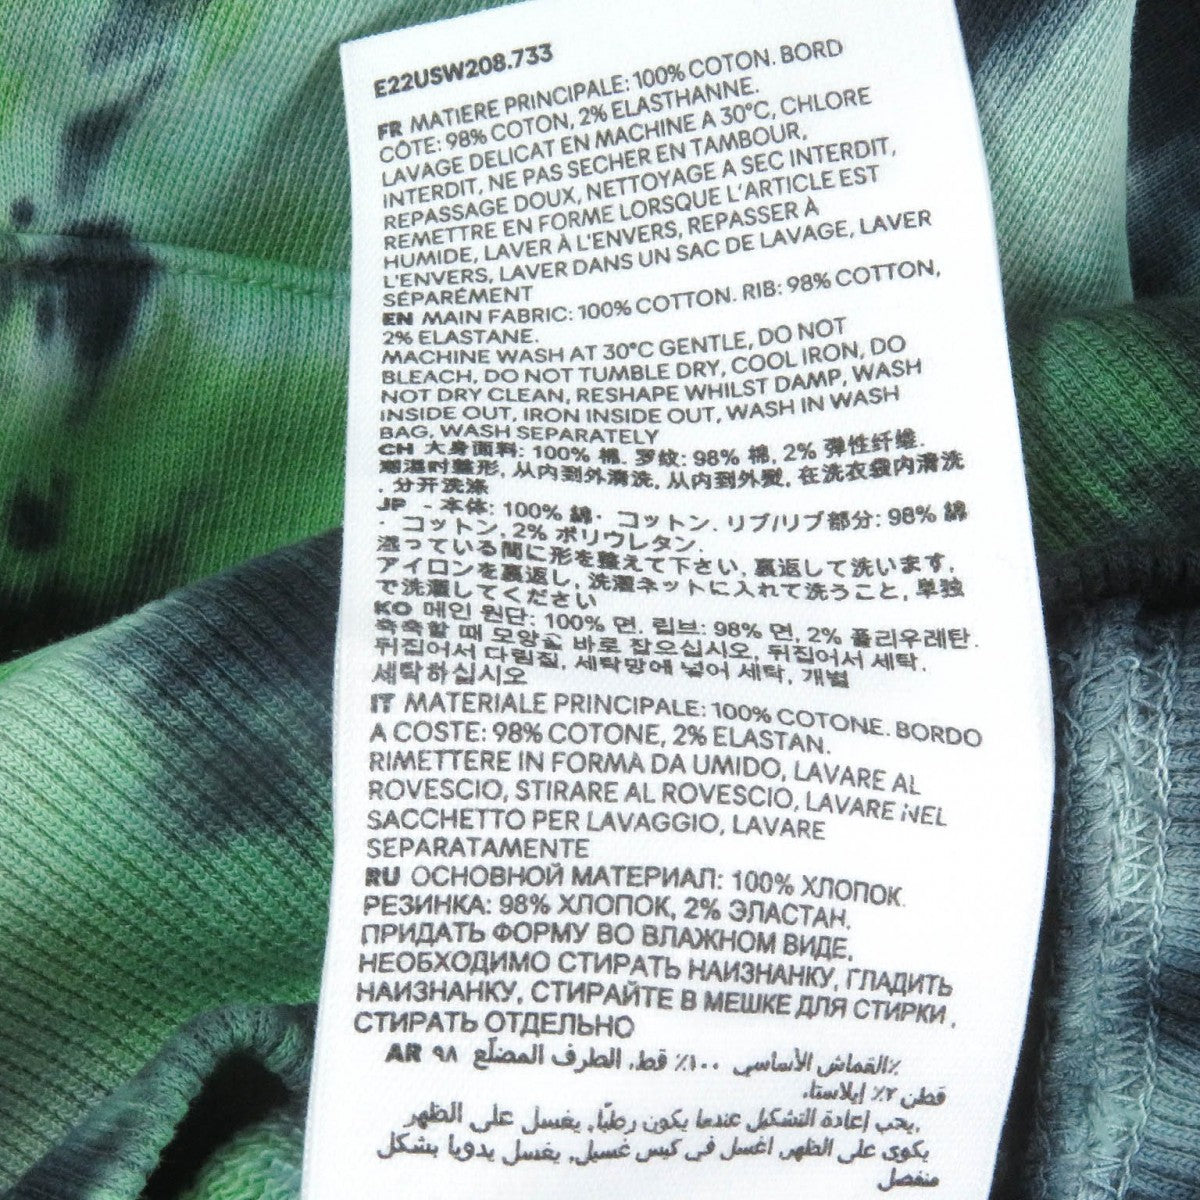 E22USW208.733
FR MATIÈRE PRINCIPALE: 100% COTON. BORD
CÔTE: 98% COTON, 2% ELASTHANNE.
LAVAGE DELICAT EN MACHINE A 30°C, CHLORE
INTERDIT, NE PAS SECHER EN TAMBOUR,
REPASSAGE DOUX, NETTOYAGE A SEC INTERDIT,
REMETTRE EN FORME LORSQUE L'ARTICLE EST
HUMIDE, LAVER À L'ENVERS, REPASSER À
L'ENVERS, LAVER DANS UN SAC DE LAVAGE, LAVER
SÉPARÉMENT
EN MAIN FABRIC: 100% COTTON. RIB: 98% COTTON,
2% ELASTANE.
MACHINE WASH AT 30°C GENTLE, DO NOT
BLEACH, DO NOT TUMBLE DRY, COOL IRON, DO
NOT DRY CLEAN, RESHAPE WHILST DAMP, WASH
INSIDE OUT, IRON INSIDE OUT, WASH IN WASH
BAG, WASH SEPARATELY
CH 大身面料: 100% 棉. 罗纹: 98% 棉, 2% 弹性纤维.
潮湿时整形, 从内到外清洗, 从内到外熨, 在洗衣袋内清洗
, 分开洗涤
JP - 本体: 100% 綿・ コットン. リブ/リブ部分: 98% 綿
・ コットン, 2% ポリウレタン.
湿っている間に形を整えて下さい, 裏返して洗います,
アイロンを裏返し, 洗濯ネットに入れて洗うこと, 単独
で洗濯してください
KO 메인 원단: 100% 면, 립브: 98% 면, 2% 폴리우레탄.
축축할 때 모양을 바로 잡으십시오, 뒤집어서 세탁,
뒤집어서 다림질, 세탁망에 넣어 세탁, 개별
세탁하십시오
IT MATERIALE PRINCIPALE: 100% COTONE. BORDO
A COSTE: 98% COTONE, 2% ELASTAN.
RIMETTERE IN FORMA DA UMIDO, LAVARE AL
ROVESCIO, STIRARE AL ROVESCIO, LAVARE NEL
SACCHETTO PER LAVAGGIO, LAVARE
SEPARATAMENTE
RU ОСНОВНОЙ МАТЕРИАЛ: 100% ХЛОПОК.
РЕЗИНКА: 98% ХЛОПОК, 2% ЭЛАСТАН.
ПРИДАТЬ ФОРМУ ВО ВЛАЖНОМ ВИДЕ,
НЕОБХОДИМО СТИРАТЬ НАИЗНАНКУ, ГЛАДИТЬ
НАИЗНАНКУ, СТИРАЙТЕ В МЕШКЕ ДЛЯ СТИРКИ,
СТИРАТЬ ОТДЕЛЬНО
AR القماش الأساسي ١٠٠٪ قطن. الطرف المضلّع ٩٨٪
قطن ٢٪ إيلاستا.
يجب إعادة التشكيل عندما يكون رطبًا, يغسل على الظهر,
يكوى على الظهر, اغسل في كيس غسيل, يغسل يدويا بشكل
منفصل